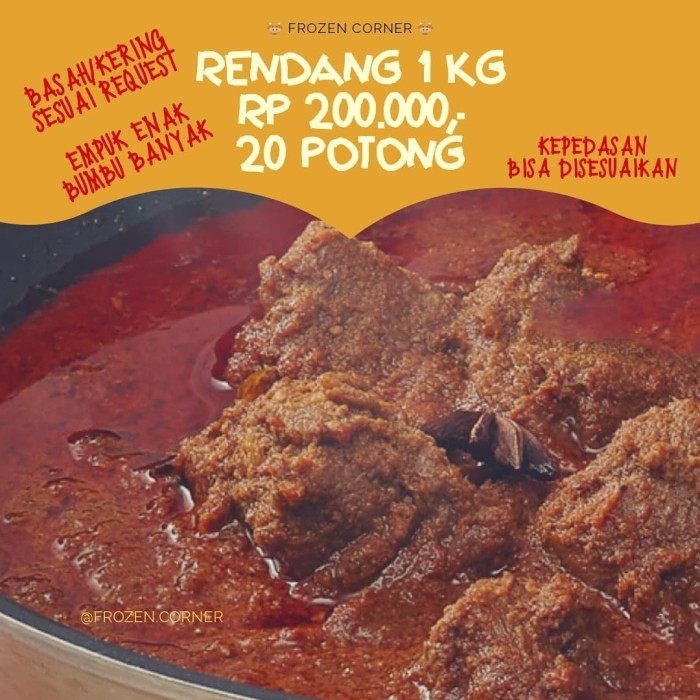 FROZEN CORNER
RENDANG 1 KG
RP 200.000,-
20 POTONG
BASAH/KERING
SESUAI REQUEST
EMPUK ENAK
BUMBU BANYAK
KEPEDASAN
BISA DISESUAIKAN
@FROZEN.CORNER